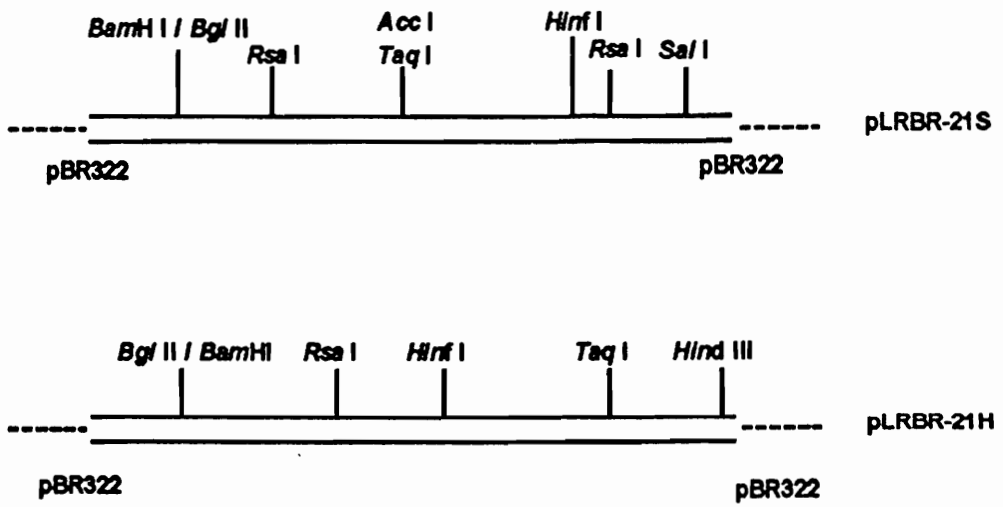 BamH I / Bgl II
Rsa I
Acc I
Taq I
Hinf I
Rsa I
Sal I
pLRBR-21S
pBR322
pBR322
Bgl II / BamHI
Rsa I
Hinf I
Taq I
Hind III
pLRBR-21H
pBR322
pBR322